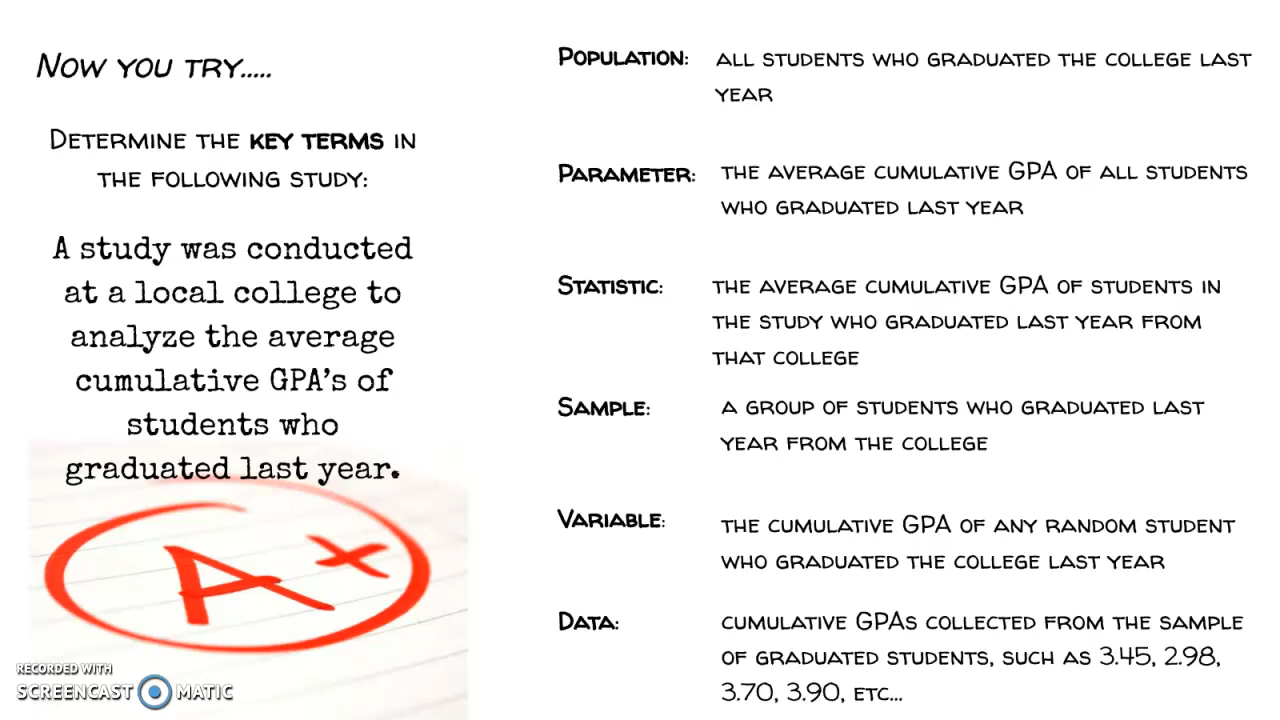 Now you try.....
Determine the key terms in
the following study:
A study was conducted
at a local college to
analyze the average
cumulative GPA's of
students who
graduated last year.
A+
RECORDED WITH
SCREENCAST MATIC
Population: all students who graduated the college last
year
Parameter: the average cumulative GPA of all students
who graduated last year
Statistic: the average cumulative GPA of students in
the study who graduated last year from
that college
Sample: a group of students who graduated last
year from the college
Variable: the cumulative GPA of any random student
who graduated the college last year
Data: cumulative GPAs collected from the sample
of graduated students, such as 3.45, 2.98,
3.70, 3.90, etc...